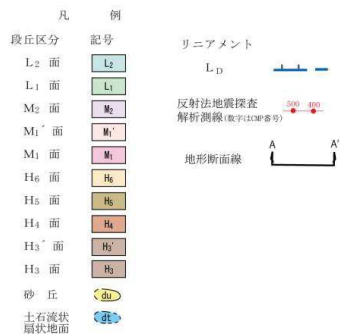 凡 例
段丘区分 記号
L₂ 面 L₂
L₁ 面 L₁
M₂ 面 M₂
M₁´ 面 M₁'
M₁ 面 M₁
H₆ 面 H₆
H₅ 面 H₅
H₄ 面 H₄
H₃´ 面 H₃'
H₃ 面 H₃
砂 丘 du
土石流状
扇状地面 dt
リニアメント
L_D
反射法地震探査
解析測線(数字はCMP番号)
500 400
地形断面線
A A'